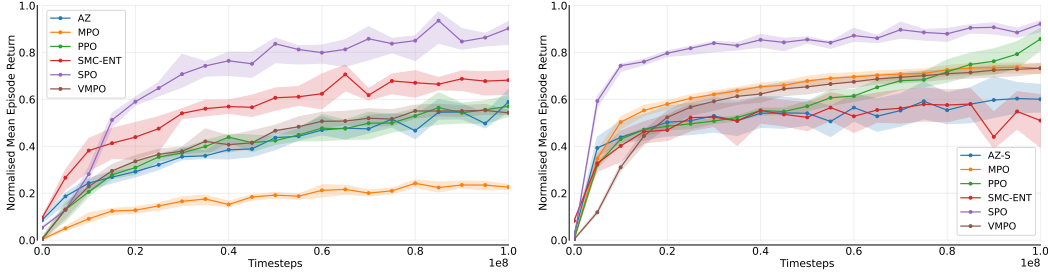 Normalised Mean Episode Return
1.0
0.8
0.6
0.4
0.2
0.0
AZ
MPO
PPO
SMC-ENT
SPO
VMPO
0.0
0.2
0.4
0.6
0.8
1.0
1e8
Timesteps
Normalised Mean Episode Return
1.0
0.8
0.6
0.4
0.2
0.0
AZ-S
MPO
PPO
SMC-ENT
SPO
VMPO
0.0
0.2
0.4
0.6
0.8
1.0
1e8
Timesteps